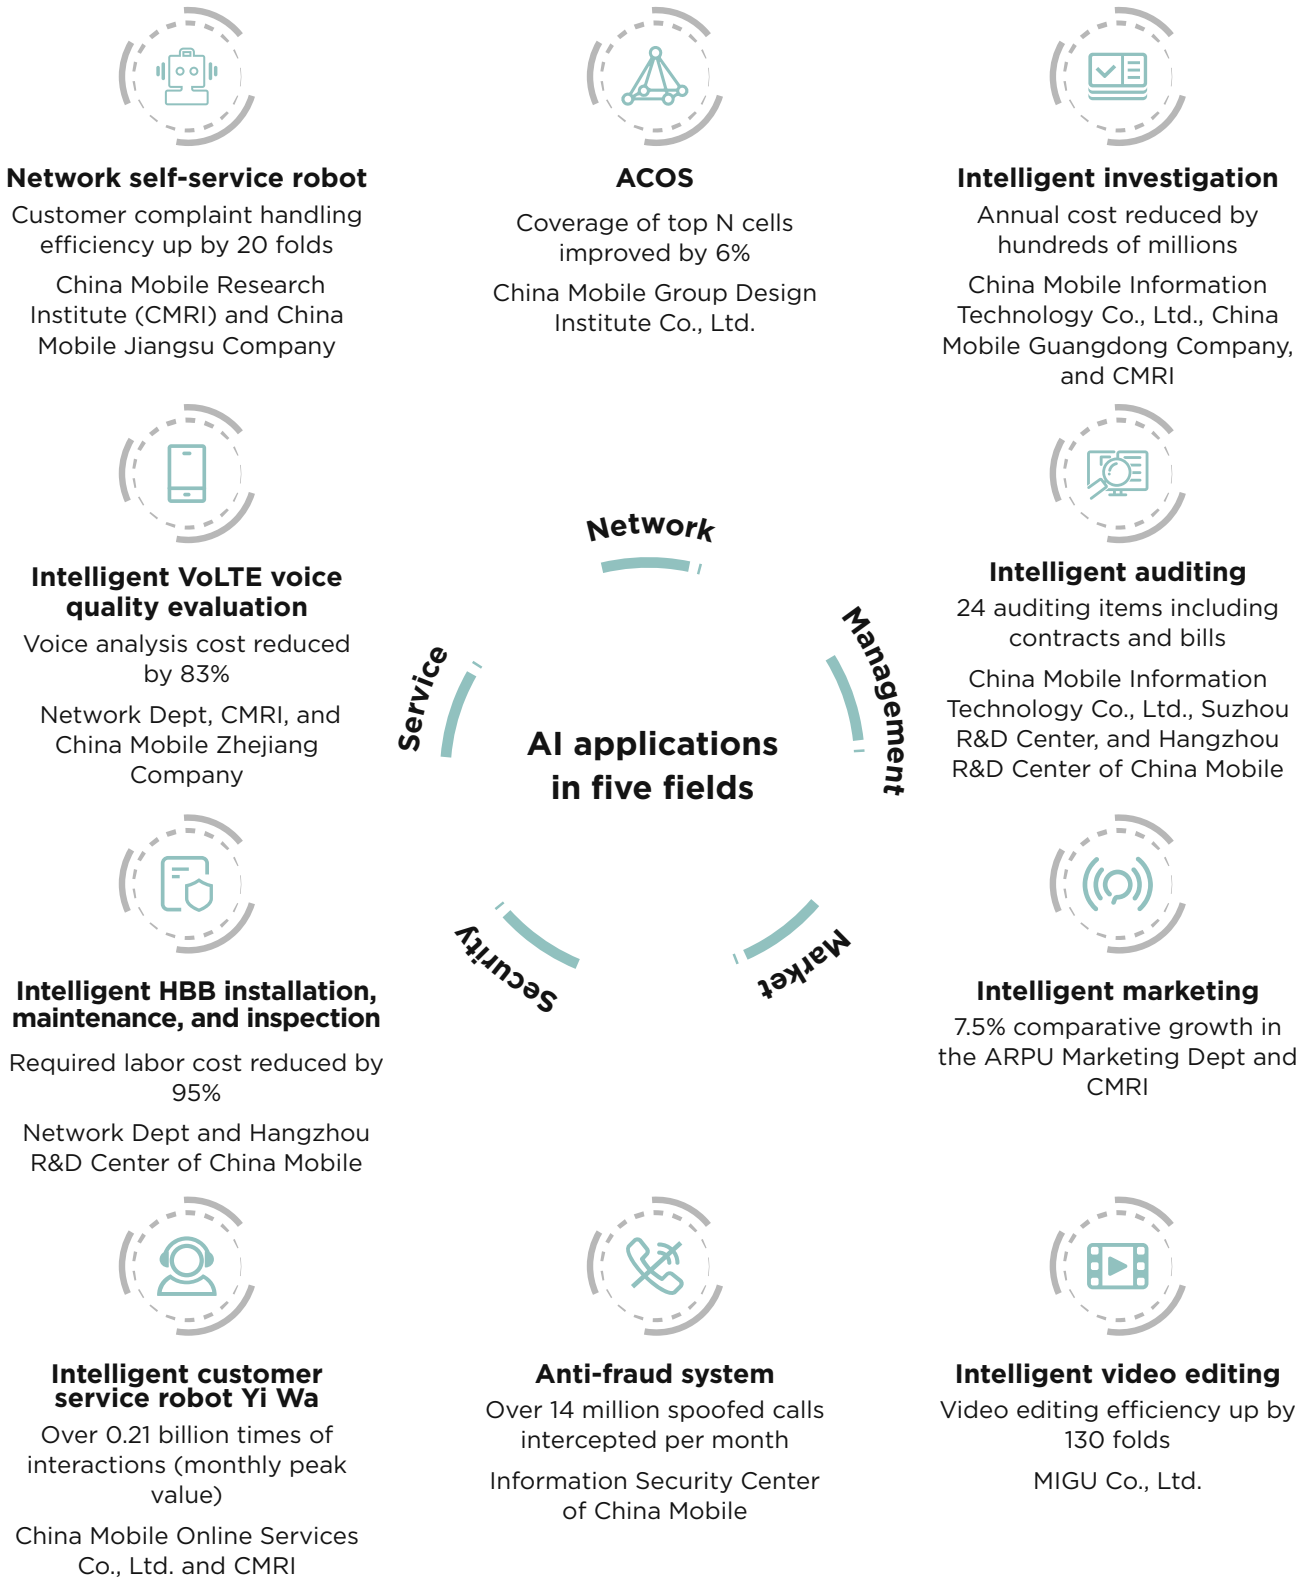 Network self-service robot
Customer complaint handling
efficiency up by 20 folds
China Mobile Research
Institute (CMRI) and China
Mobile Jiangsu Company
ACOS
Coverage of top N cells
improved by 6%
China Mobile Group Design
Institute Co., Ltd.
Intelligent investigation
Annual cost reduced by
hundreds of millions
China Mobile Information
Technology Co., Ltd., China
Mobile Guangdong Company,
and CMRI
Intelligent VoLTE voice
quality evaluation
Voice analysis cost reduced
by 83%
Network Dept, CMRI, and
China Mobile Zhejiang
Company
Network
Management
Service
AI applications
in five fields
Security
Market
Intelligent auditing
24 auditing items including
contracts and bills
China Mobile Information
Technology Co., Ltd., Suzhou
R&D Center, and Hangzhou
R&D Center of China Mobile
Intelligent HBB installation,
maintenance, and inspection
Required labor cost reduced by
95%
Network Dept and Hangzhou
R&D Center of China Mobile
Intelligent marketing
7.5% comparative growth in
the ARPU Marketing Dept and
CMRI
Intelligent customer
service robot Yi Wa
Over 0.21 billion times of
interactions (monthly peak
value)
China Mobile Online Services
Co., Ltd. and CMRI
Anti-fraud system
Over 14 million spoofed calls
intercepted per month
Information Security Center
of China Mobile
Intelligent video editing
Video editing efficiency up by
130 folds
MIGU Co., Ltd.